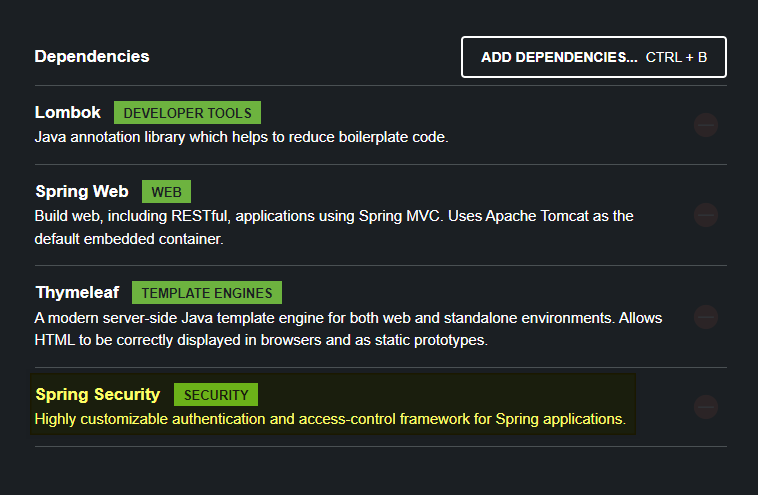 Dependencies
ADD DEPENDENCIES... CTRL + B
Lombok DEVELOPER TOOLS
Java annotation library which helps to reduce boilerplate code.
Spring Web WEB
Build web, including RESTful, applications using Spring MVC. Uses Apache Tomcat as the
default embedded container.
Thymeleaf TEMPLATE ENGINES
A modern server-side Java template engine for both web and standalone environments. Allows
HTML to be correctly displayed in browsers and as static prototypes.
Spring Security SECURITY
Highly customizable authentication and access-control framework for Spring applications.